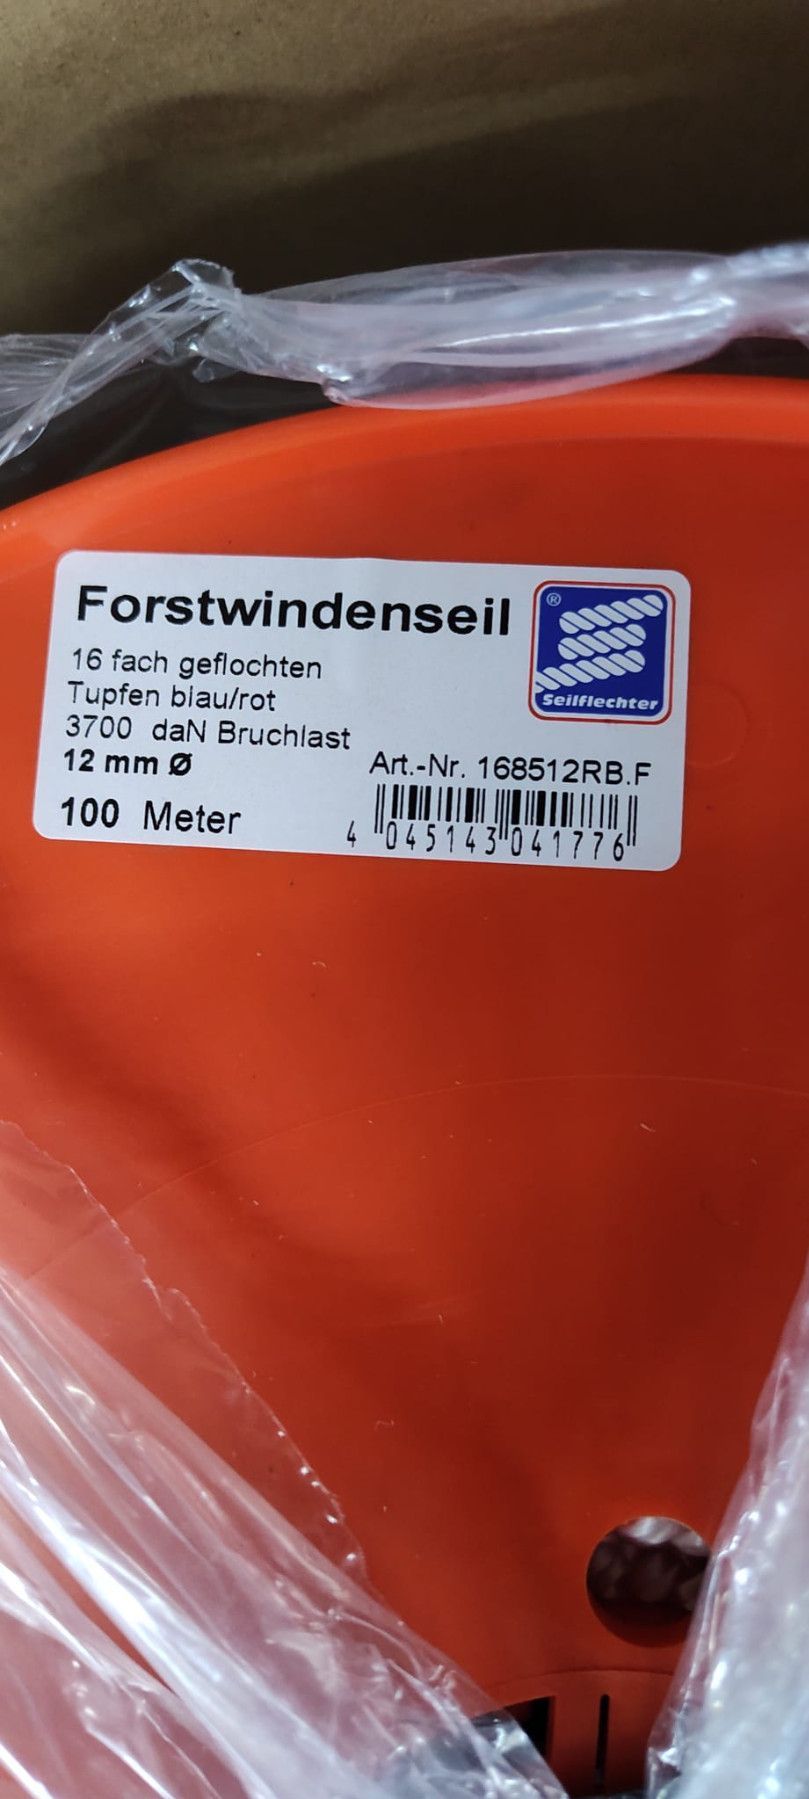 Forstwindenseil
®
Seilflechter
16 fach geflochten
Tupfen blau/rot
3700 daN Bruchlast
12 mm Ø
Art.-Nr. 168512RB.F
100 Meter
4 045143 041776